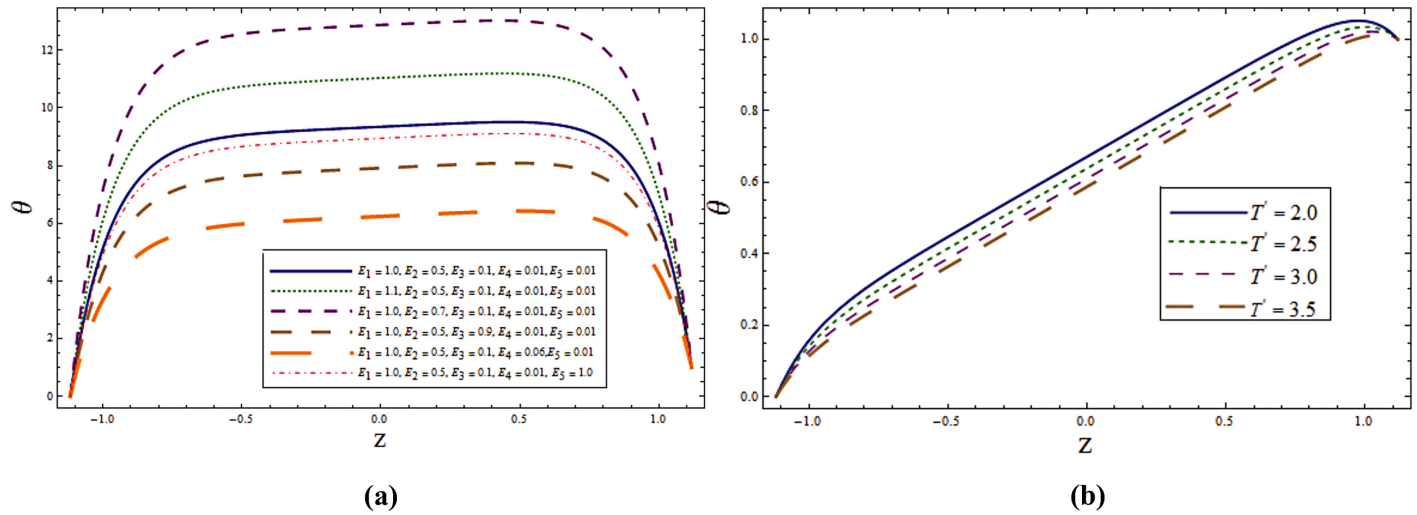 12
10
8
6
4
2
0
θ
E1 = 1.0, E2 = 0.5, E3 = 0.1, E4 = 0.01, E5 = 0.01
E1 = 1.1, E2 = 0.5, E3 = 0.1, E4 = 0.01, E5 = 0.01
E1 = 1.0, E2 = 0.7, E3 = 0.1, E4 = 0.01, E5 = 0.01
E1 = 1.0, E2 = 0.5, E3 = 0.9, E4 = 0.01, E5 = 0.01
E1 = 1.0, E2 = 0.5, E3 = 0.1, E4 = 0.06,E5 = 0.01
E1 = 1.0, E2 = 0.5, E3 = 0.1, E4 = 0.01, E5 = 1.0
−1.0 −0.5 0.0 0.5 1.0
z
(a)
1.0
0.8
0.6
0.4
0.2
0.0
θ
T' = 2.0
T' = 2.5
T' = 3.0
T' = 3.5
−1.0 −0.5 0.0 0.5 1.0
z
(b)